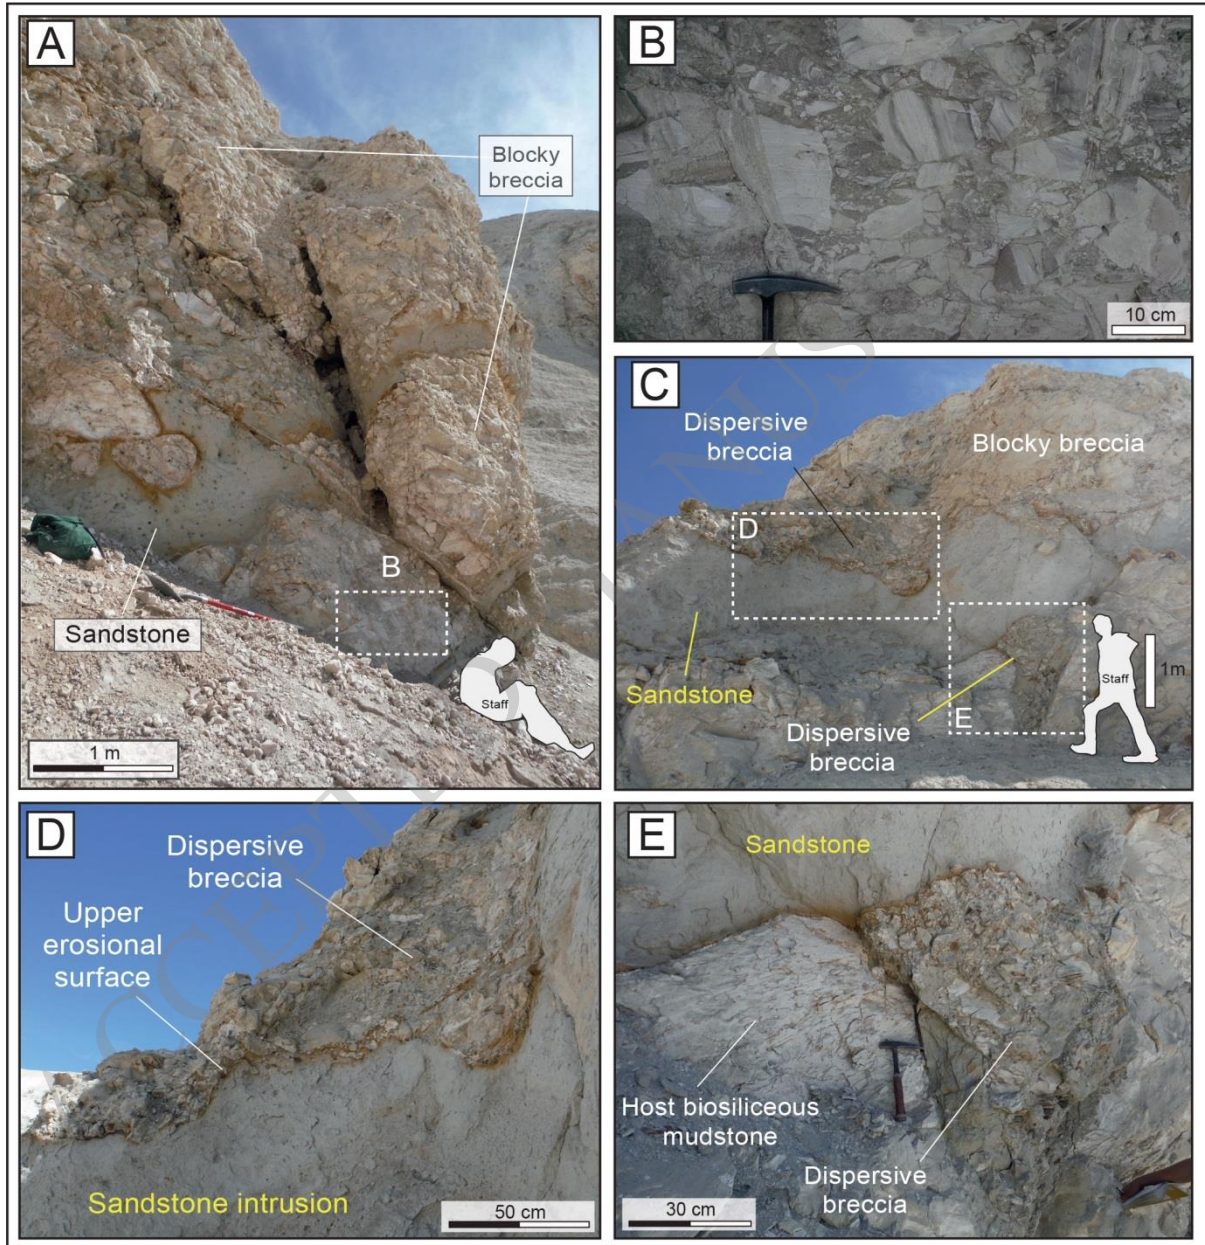 A
Blocky
breccia
B
Sandstone
Staff
1 m
B
10 cm
C
Dispersive
breccia
Blocky breccia
D
Sandstone
1m
Staff
E
Dispersive
breccia
D
Dispersive
breccia
Upper
erosional
surface
Sandstone intrusion
50 cm
E
Sandstone
Host biosiliceous
mudstone
Dispersive
breccia
30 cm